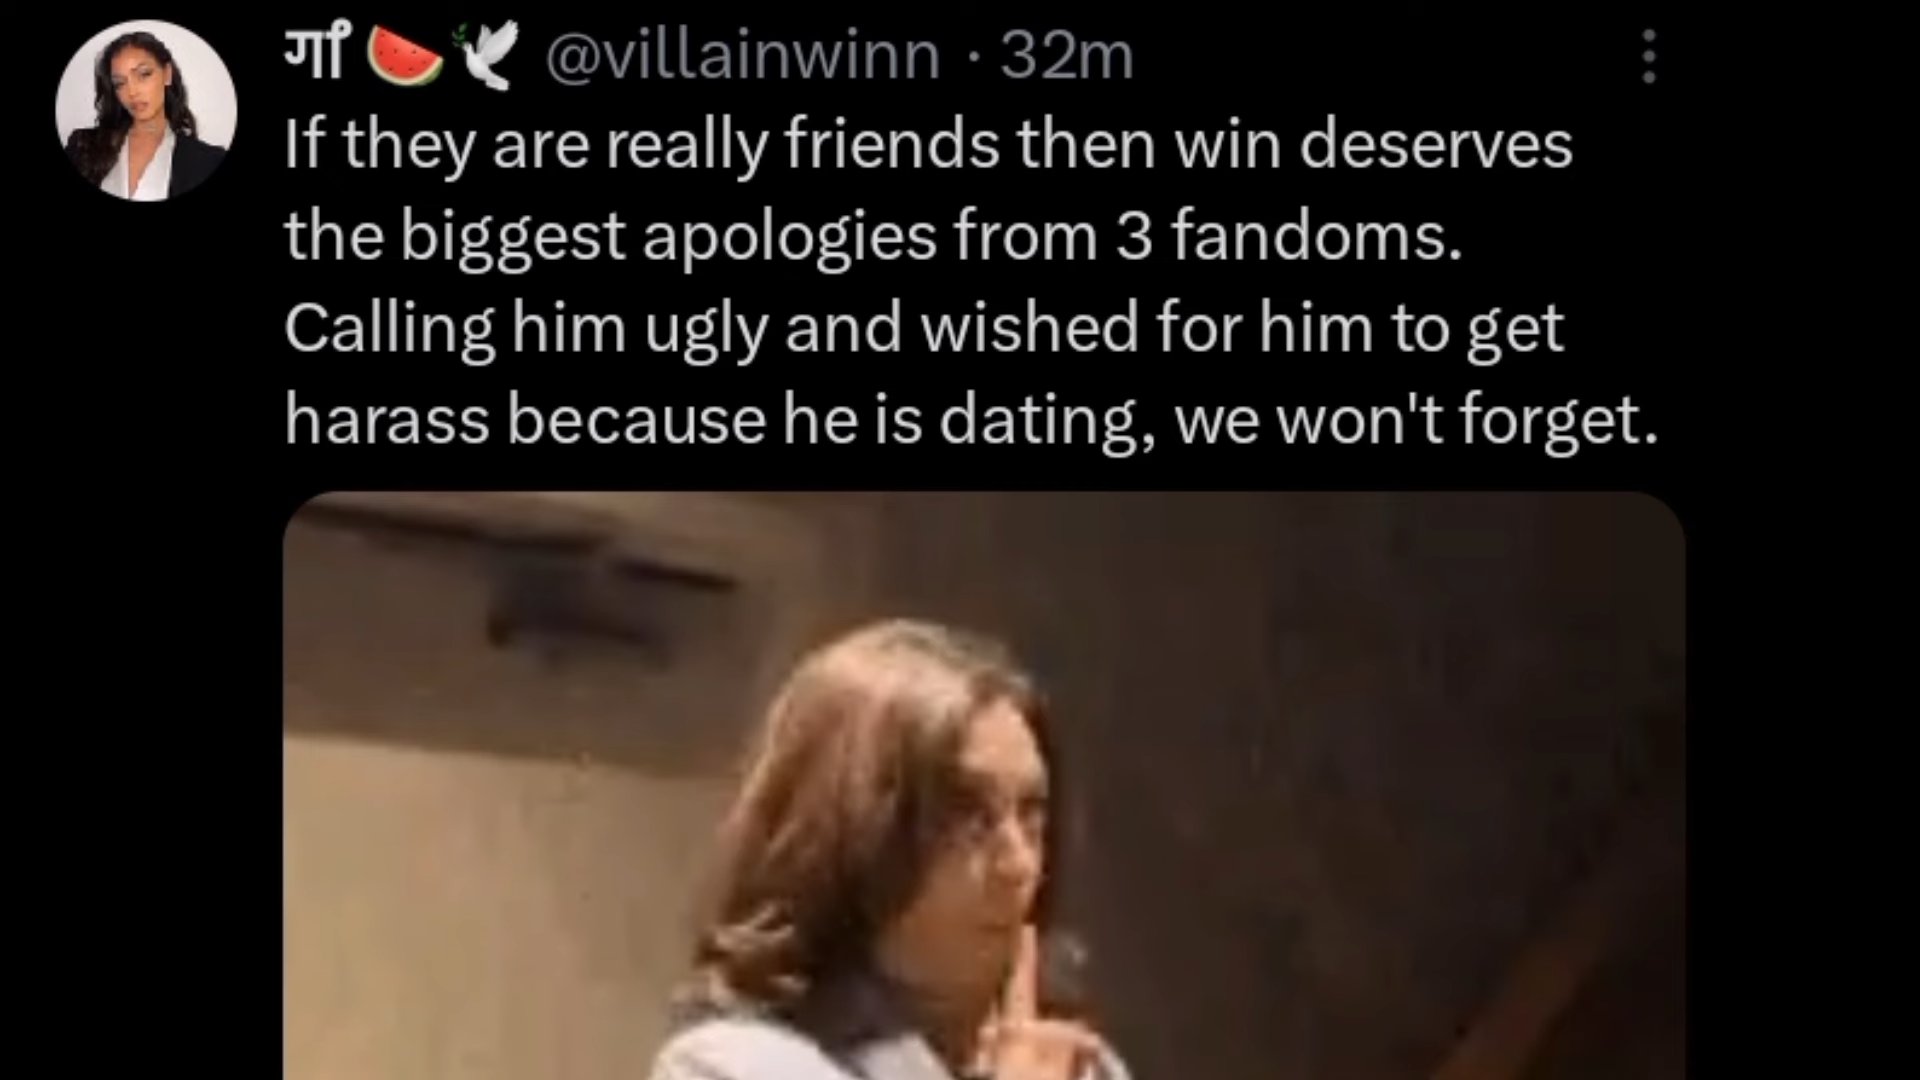 गर्ा 🍉🕊️ @villainwinn · 32m
If they are really friends then win deserves
the biggest apologies from 3 fandoms.
Calling him ugly and wished for him to get
harass because he is dating, we won't forget.